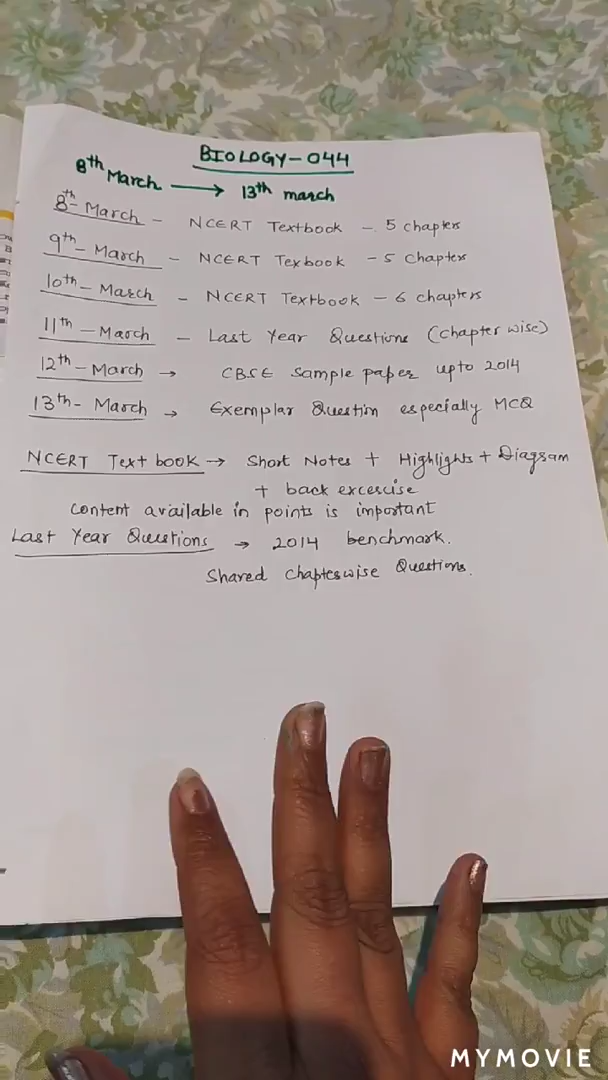 BIOLOGY-044
8th March → 13th march
8th- March - NCERT Textbook - 5 chapters
9th- March - NCERT Texbook - 5 Chapters
10th - March - NCERT Textbook - 6 chapters
11th - March - Last Year Questions (chapter wise)
12th - March → CBSE Sample paper upto 2014
13th- March → Exemplar Question especially MCQ
NCERT Text book → Short Notes + Highlights + Diagram
+ back excercise
Content available in points is important
Last Year Questions → 2014 benchmark.
Shared Chapterwise Questions.
MYMOVIE